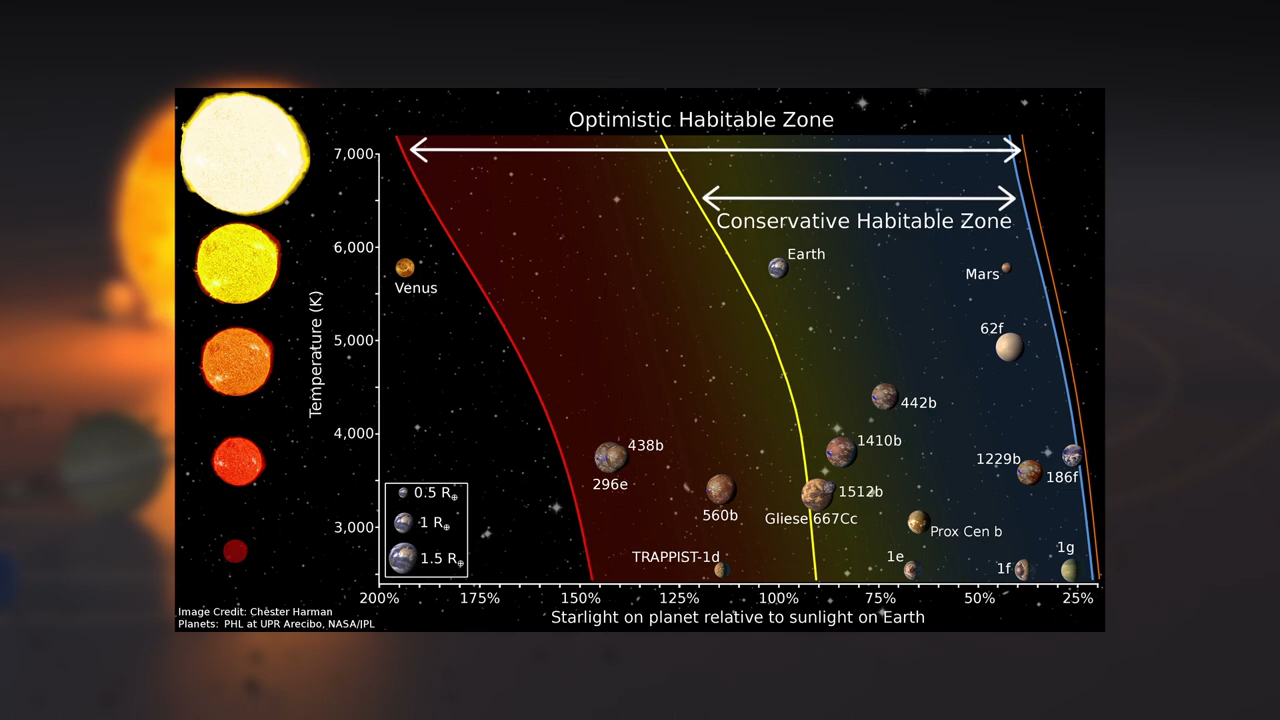 Optimistic Habitable Zone
7,000
Conservative Habitable Zone
6,000
Earth
Venus
Mars
62f
5,000
Temperature (K)
442b
4,000
438b
1410b
296e
1229b
186f
0.5 R⊕
1 R⊕
1.5 R⊕
560b
1512b
Gliese 667Cc
3,000
Prox Cen b
TRAPPIST-1d
1e
1f
1g
200% 175% 150% 125% 100% 75% 50% 25%
Starlight on planet relative to sunlight on Earth
Image Credit: Chester Harman
Planets: PHL at UPR Arecibo, NASA/JPL